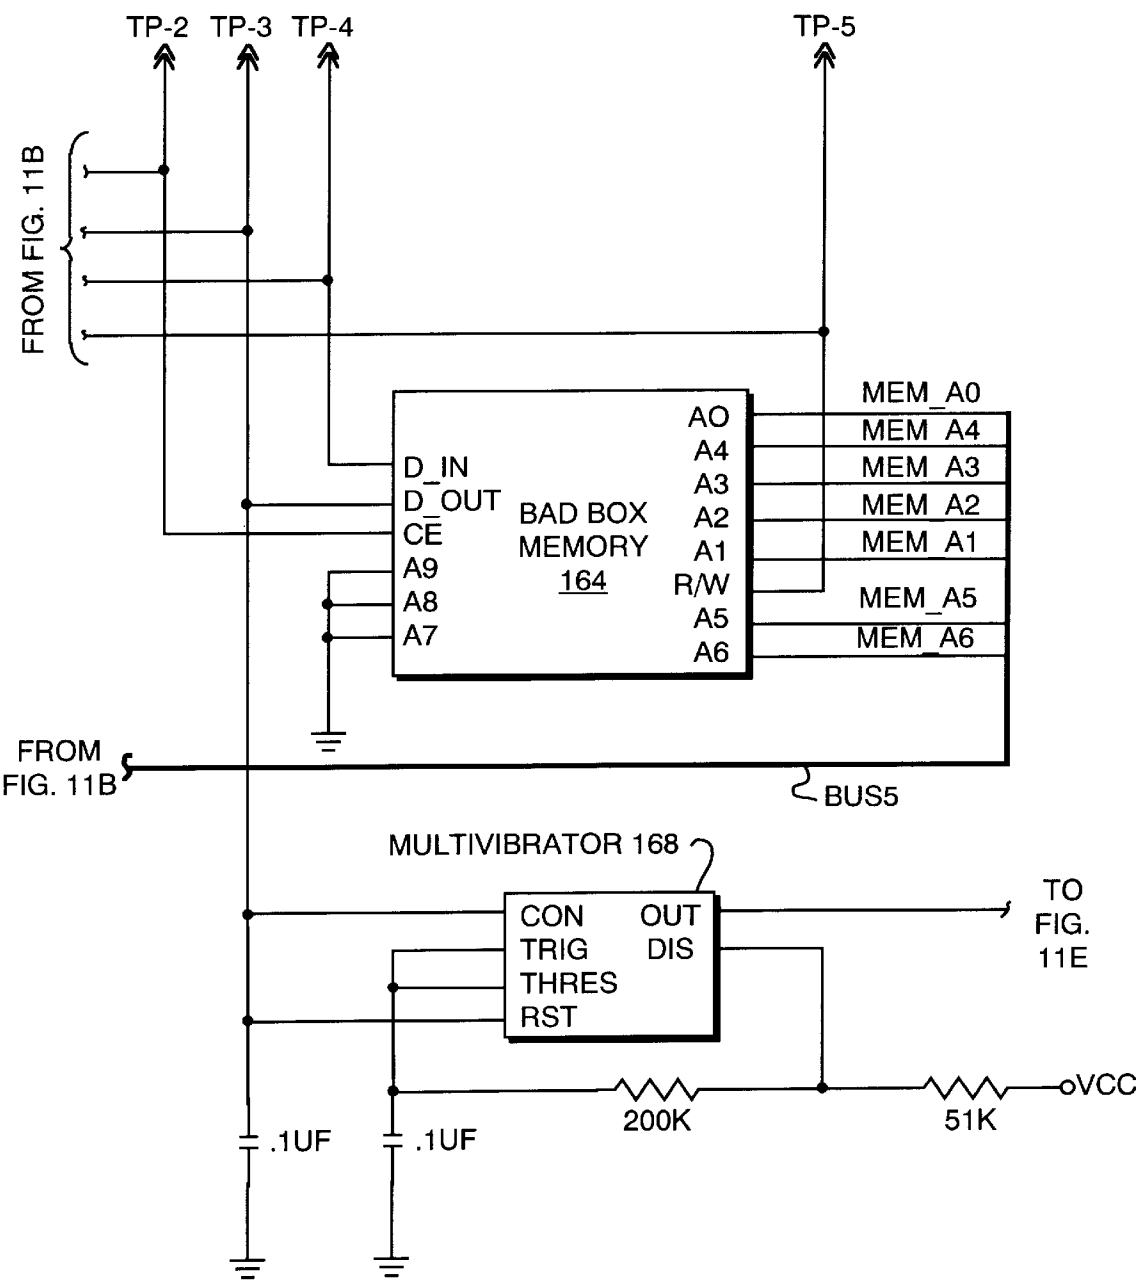 TP-2
TP-3
TP-4
TP-5
FROM FIG. 11B
MEM_A0
AO
MEM_A4
A4
D_IN
MEM_A3
A3
D_OUT
BAD BOX
MEM_A2
A2
CE
MEMORY
MEM_A1
A1
A9
164
R/W
A8
MEM_A5
A5
A7
MEM_A6
A6
FROM
FIG. 11B
BUS5
MULTIVIBRATOR 168
CON
OUT
TO
FIG.
11E
TRIG
DIS
THRES
RST
200K
51K
VCC
.1UF
.1UF